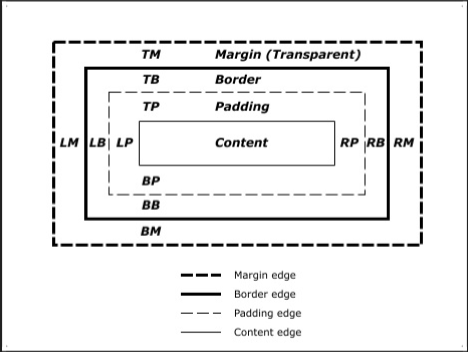 TM Margin (Transparent)
TB Border
TP Padding
LM LB LP Content RP RB RM
BP
BB
BM
Margin edge
Border edge
Padding edge
Content edge